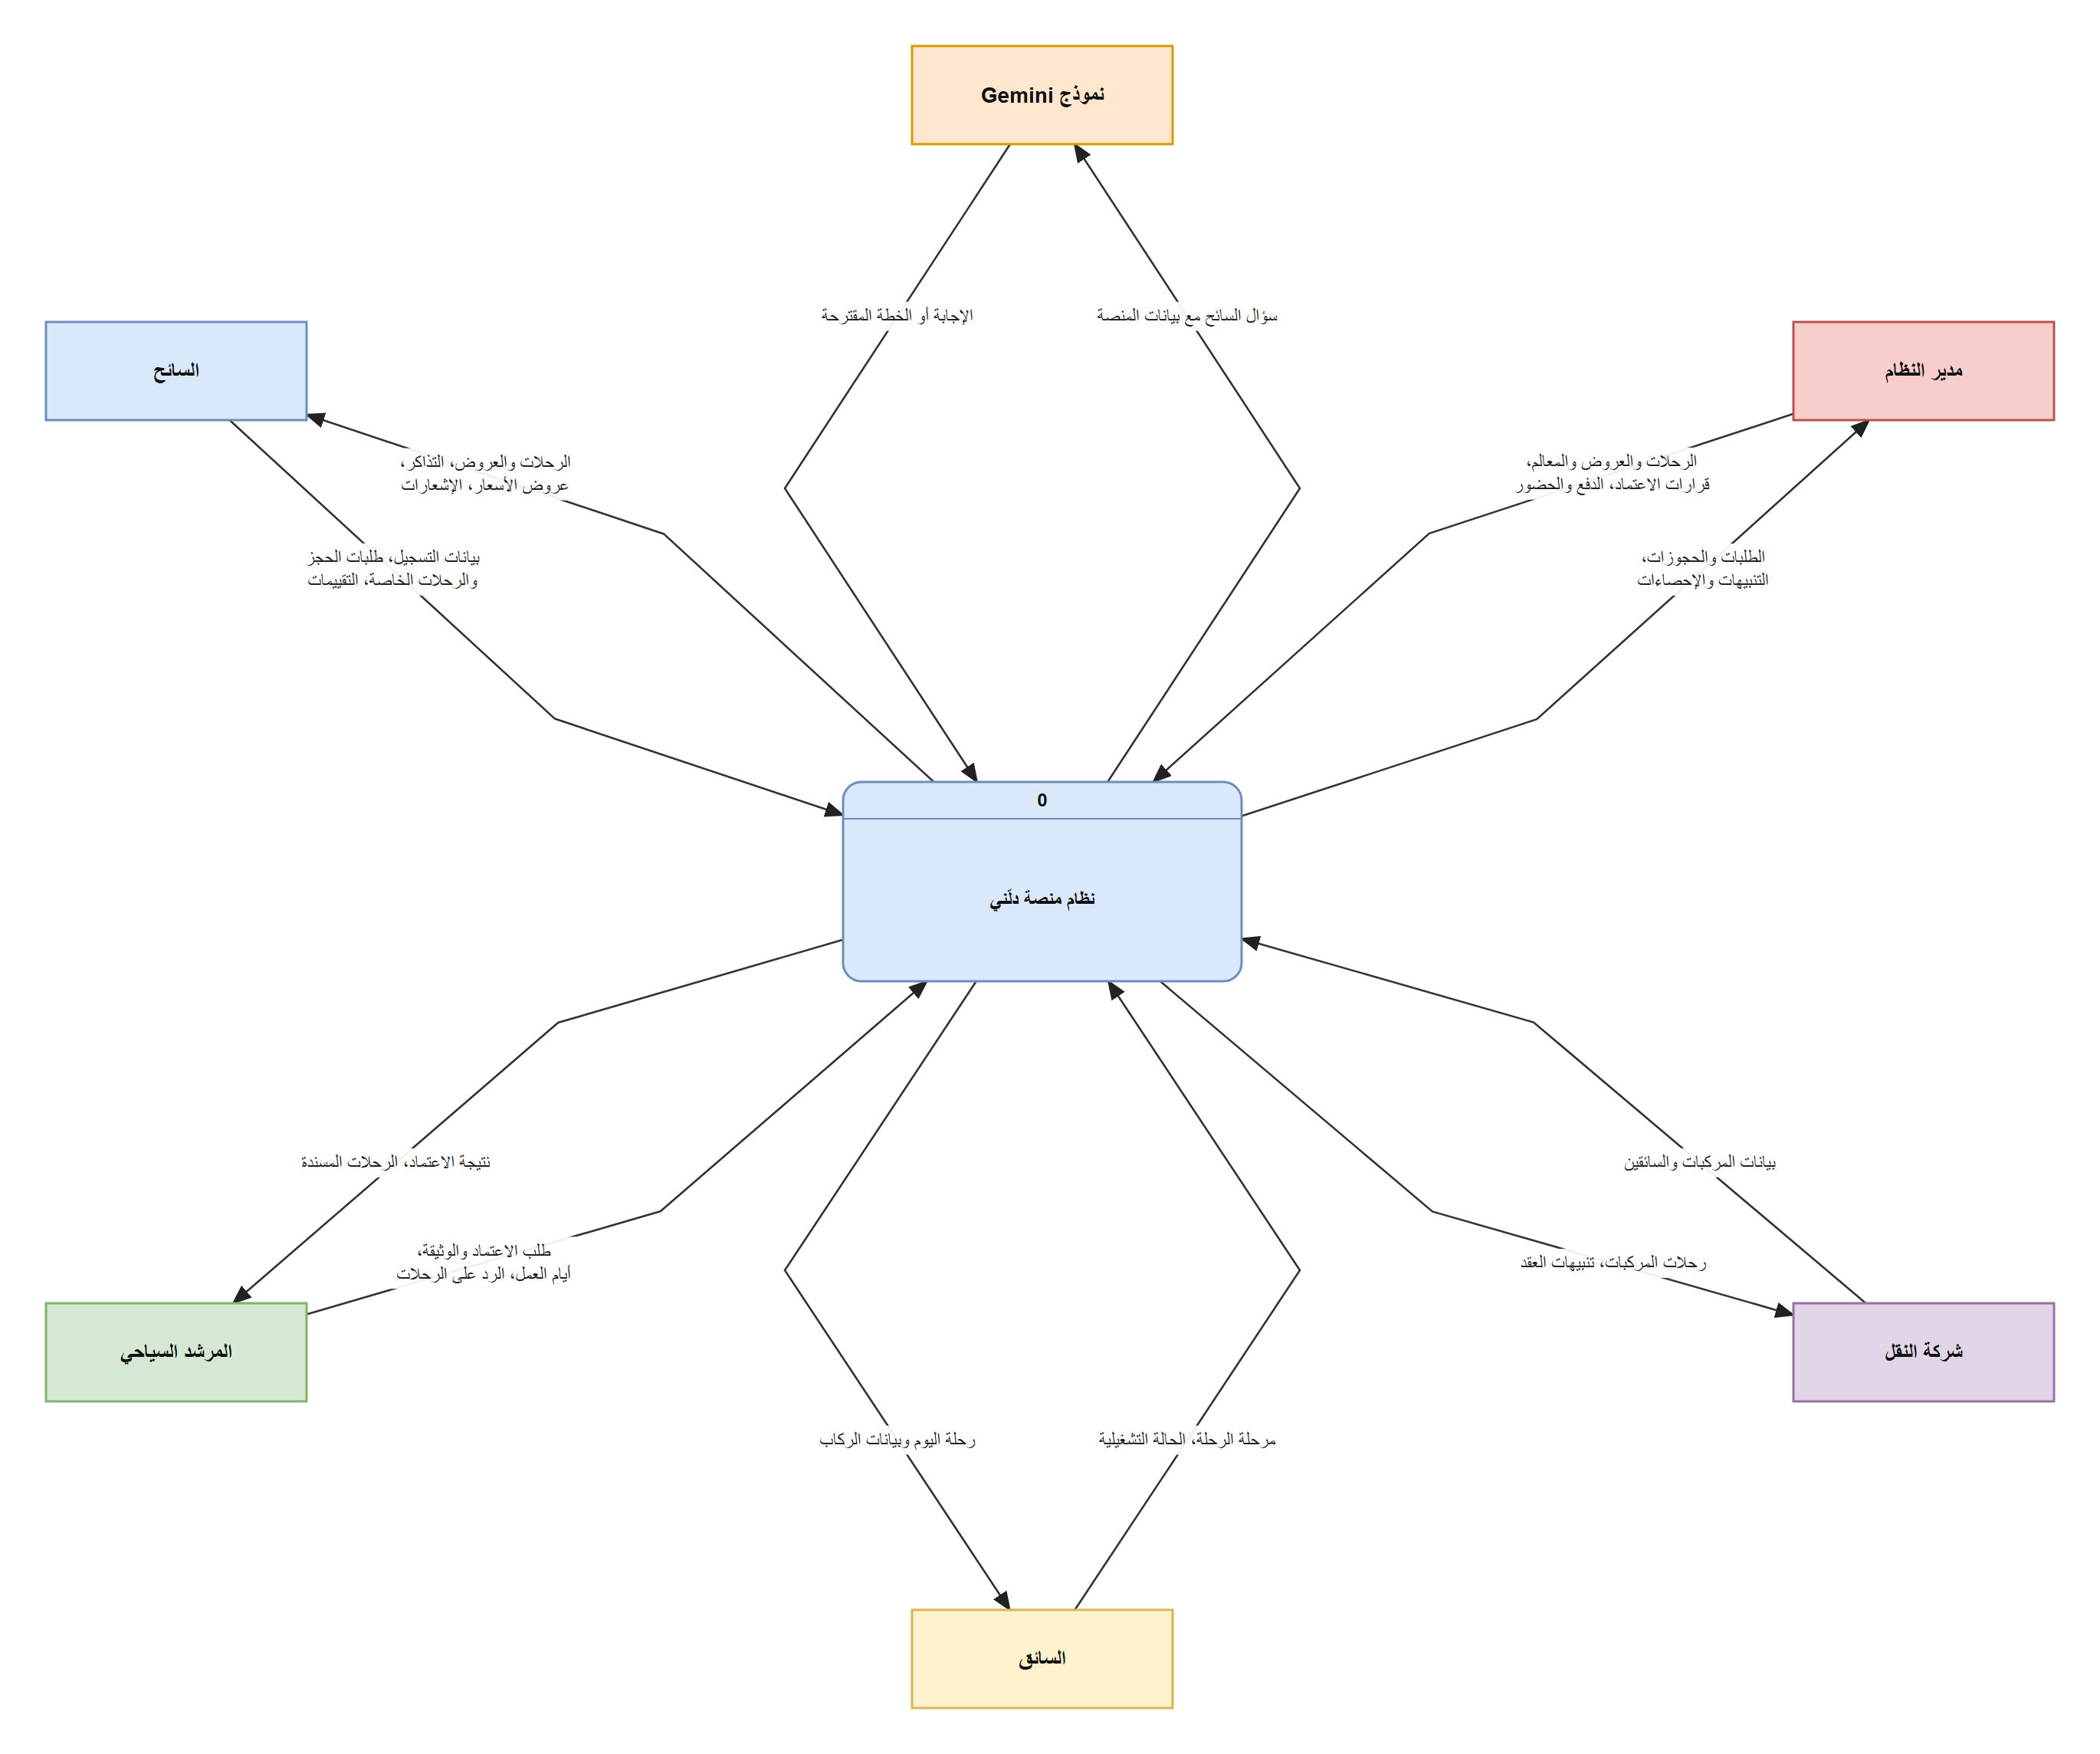 نموذج Gemini
الإجابة أو الخطة المقترحة
سؤال السائح مع بيانات المنصة
مدير النظام
السائح
الرحلات والعروض والمعالم،
قرارات الاعتماد، الدفع والحضور
الرحلات والعروض، التذاكر،
عروض الأسعار، الإشعارات
الطلبات والحجوزات،
التنبيهات والإحصاءات
بيانات التسجيل، طلبات الحجز
والرحلات الخاصة، التقييمات
0
نظام منصة دلّني
بيانات المركبات والسائقين
نتيجة الاعتماد، الرحلات المسندة
رحلات المركبات، تنبيهات العقد
طلب الاعتماد والوثيقة،
أيام العمل، الرد على الرحلات
شركة النقل
المرشد السياحي
مرحلة الرحلة، الحالة التشغيلية
رحلة اليوم وبيانات الركاب
السائق